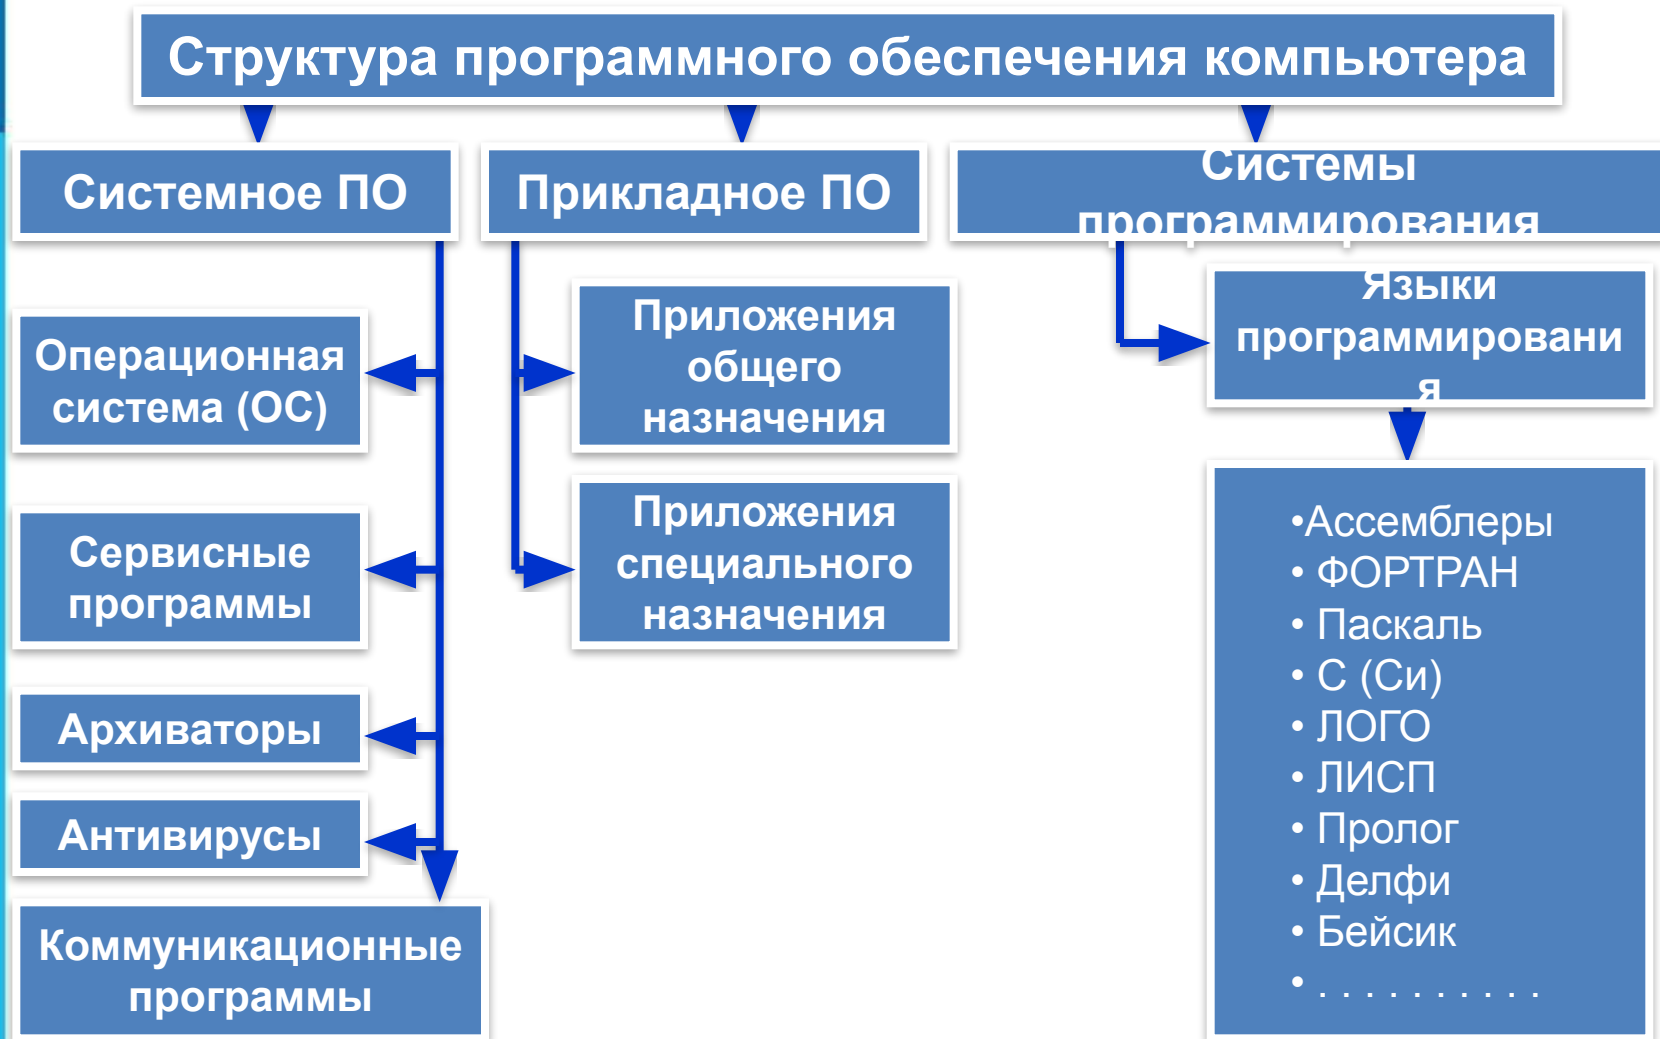 Структура программного обеспечения компьютера
Системное ПО
Прикладное ПО
Системы
программирования
Операционная
система (ОС)
Сервисные
программы
Архиваторы
Антивирусы
Коммуникационные
программы
Приложения
общего
назначения
Приложения
специального
назначения
Языки
программировани
я
•Ассемблеры
• ФОРТРАН
• Паскаль
• С (Си)
• ЛОГО
• ЛИСП
• Пролог
• Делфи
• Бейсик
• . . . . . . . . . .